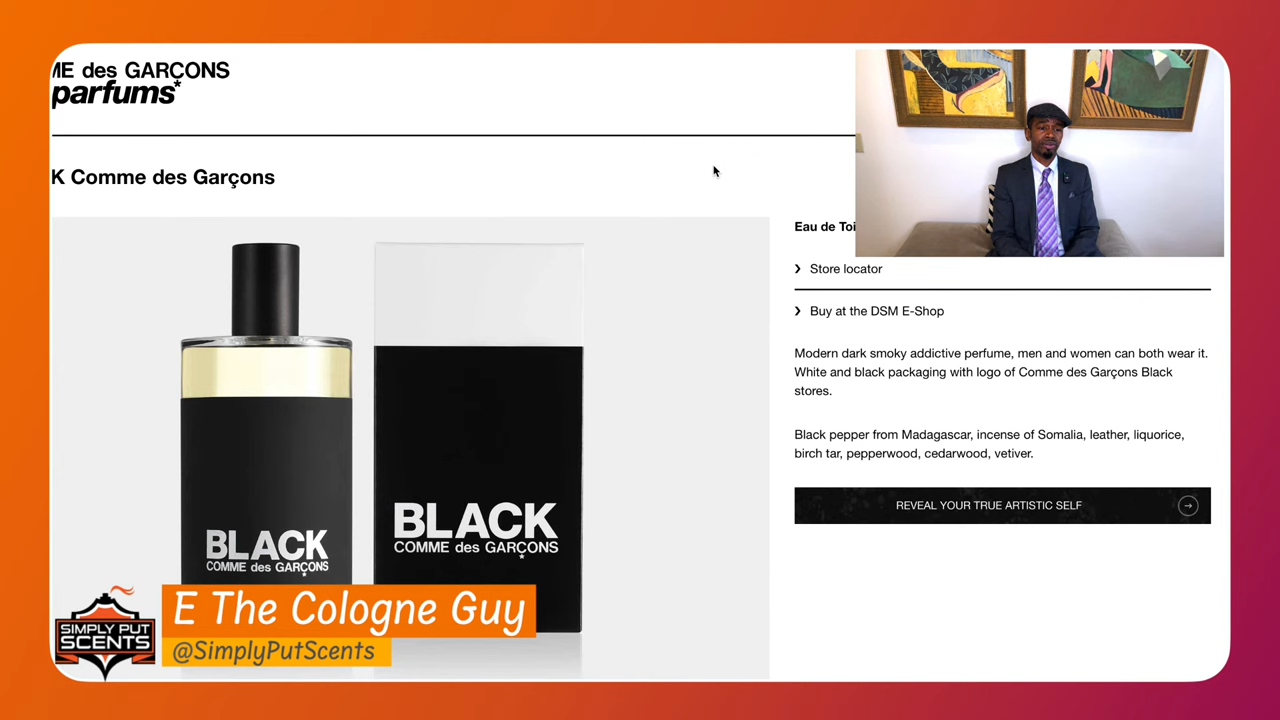 ME des GARÇONS
parfums*
K Comme des Garçons
Eau de Toi
Store locator
Buy at the DSM E-Shop
Modern dark smoky addictive perfume, men and women can both wear it.
White and black packaging with logo of Comme des Garçons Black
stores.
Black pepper from Madagascar, incense of Somalia, leather, liquorice,
birch tar, pepperwood, cedarwood, vetiver.
REVEAL YOUR TRUE ARTISTIC SELF
BLACK
COMME des GARÇONS
BLACK
COMME des GARÇONS
SIMPLY PUT
SCENTS
E The Cologne Guy
@SimplyPutScents